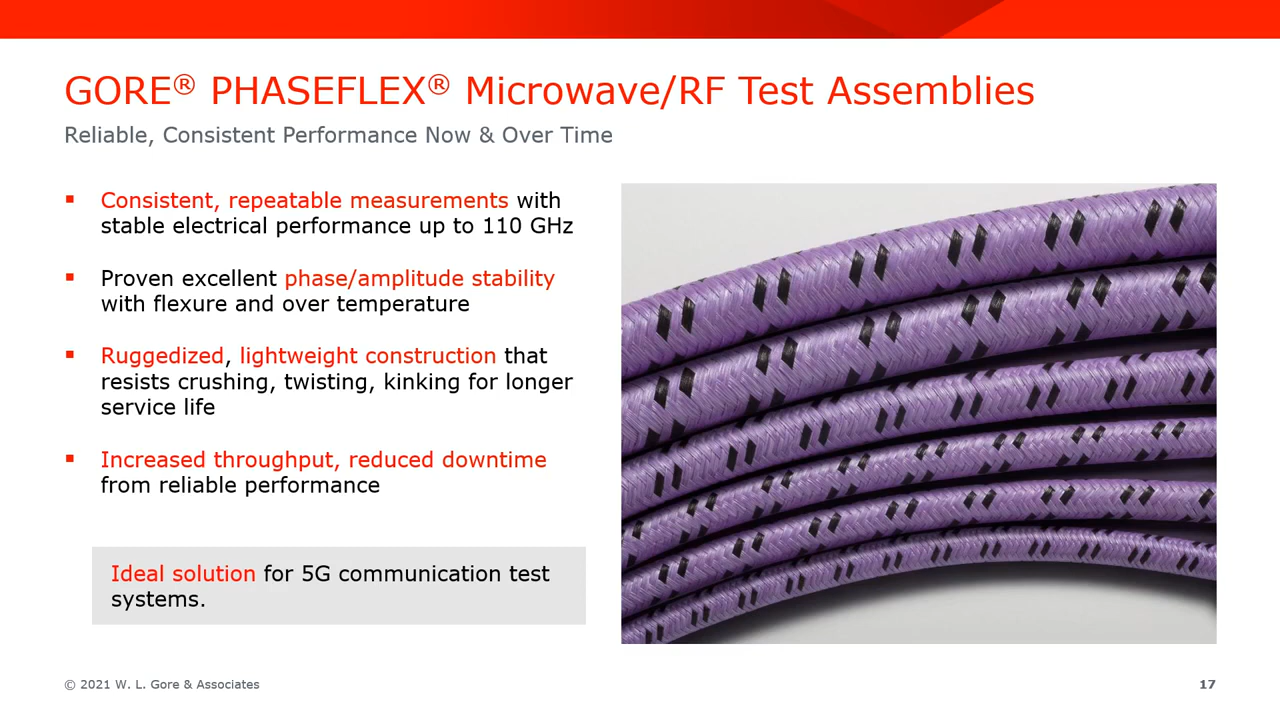 GORE® PHASEFLEX® Microwave/RF Test Assemblies
Reliable, Consistent Performance Now & Over Time
▪ Consistent, repeatable measurements with
stable electrical performance up to 110 GHz
▪ Proven excellent phase/amplitude stability
with flexure and over temperature
▪ Ruggedized, lightweight construction that
resists crushing, twisting, kinking for longer
service life
▪ Increased throughput, reduced downtime
from reliable performance
Ideal solution for 5G communication test
systems.
© 2021 W. L. Gore & Associates
17